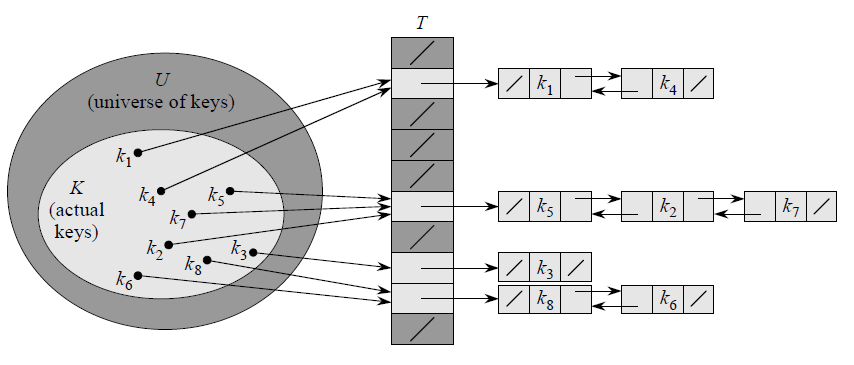 T
U
(universe of keys)
K
(actual
keys)
k₁
k₄
k₅
k₇
k₂
k₈
k₃
k₆
k₁ k₄
k₅ k₂ k₇
k₃
k₈ k₆